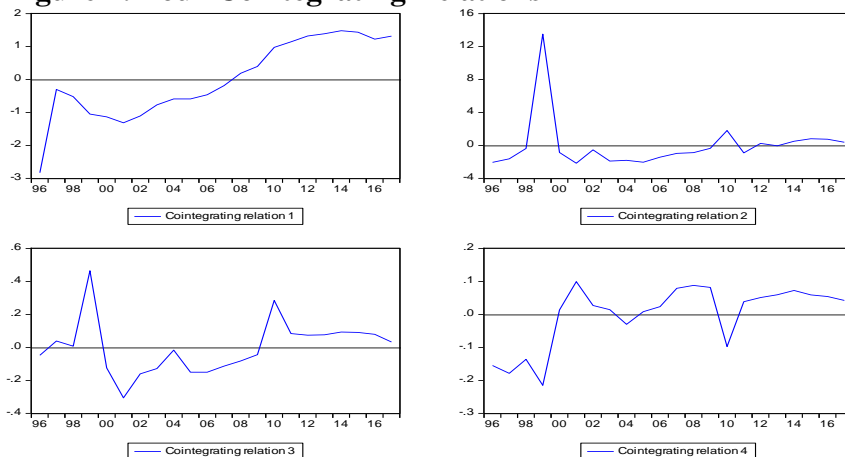 Cointegrating Relations
2
1
0
-1
-2
-3
96 98 00 02 04 06 08 10 12 14 16
Cointegrating relation 1
16
12
8
4
0
-4
96 98 00 02 04 06 08 10 12 14 16
Cointegrating relation 2
.6
.4
.2
.0
-.2
-.4
96 98 00 02 04 06 08 10 12 14 16
Cointegrating relation 3
.2
.1
.0
-.1
-.2
-.3
96 98 00 02 04 06 08 10 12 14 16
Cointegrating relation 4